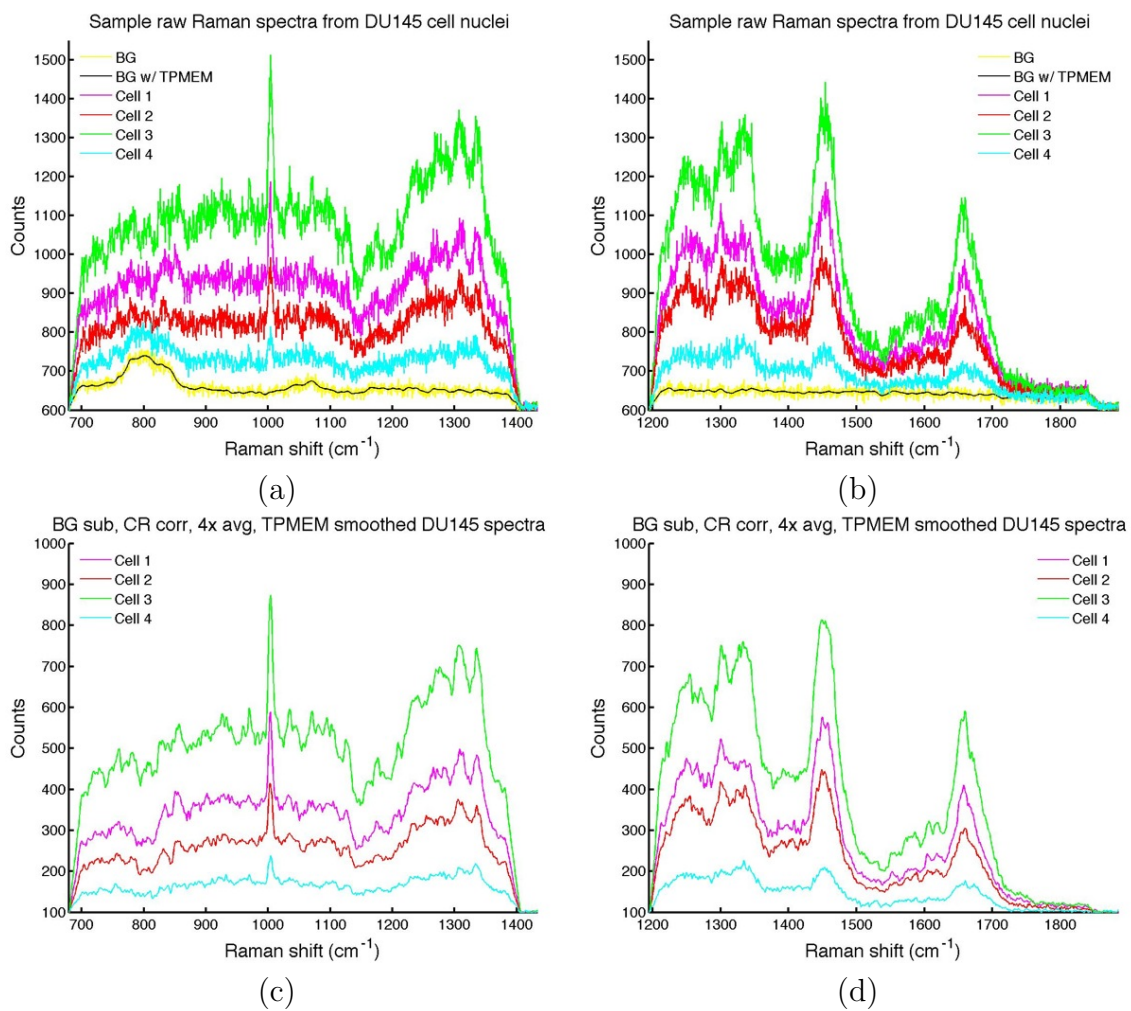 Sample raw Raman spectra from DU145 cell nuclei
1500
1400
1300
1200
1100
1000
900
800
700
600
Counts
BG
BG w/ TPMEM
Cell 1
Cell 2
Cell 3
Cell 4
700 800 900 1000 1100 1200 1300 1400
Raman shift (cm⁻¹)
(a)
Sample raw Raman spectra from DU145 cell nuclei
1500
1400
1300
1200
1100
1000
900
800
700
600
Counts
BG
BG w/ TPMEM
Cell 1
Cell 2
Cell 3
Cell 4
1200 1300 1400 1500 1600 1700 1800
Raman shift (cm⁻¹)
(b)
BG sub, CR corr, 4x avg, TPMEM smoothed DU145 spectra
1000
900
800
700
600
500
400
300
200
100
Counts
Cell 1
Cell 2
Cell 3
Cell 4
700 800 900 1000 1100 1200 1300 1400
Raman shift (cm⁻¹)
(c)
BG sub, CR corr, 4x avg, TPMEM smoothed DU145 spectra
1000
900
800
700
600
500
400
300
200
100
Counts
Cell 1
Cell 2
Cell 3
Cell 4
1200 1300 1400 1500 1600 1700 1800
Raman shift (cm⁻¹)
(d)